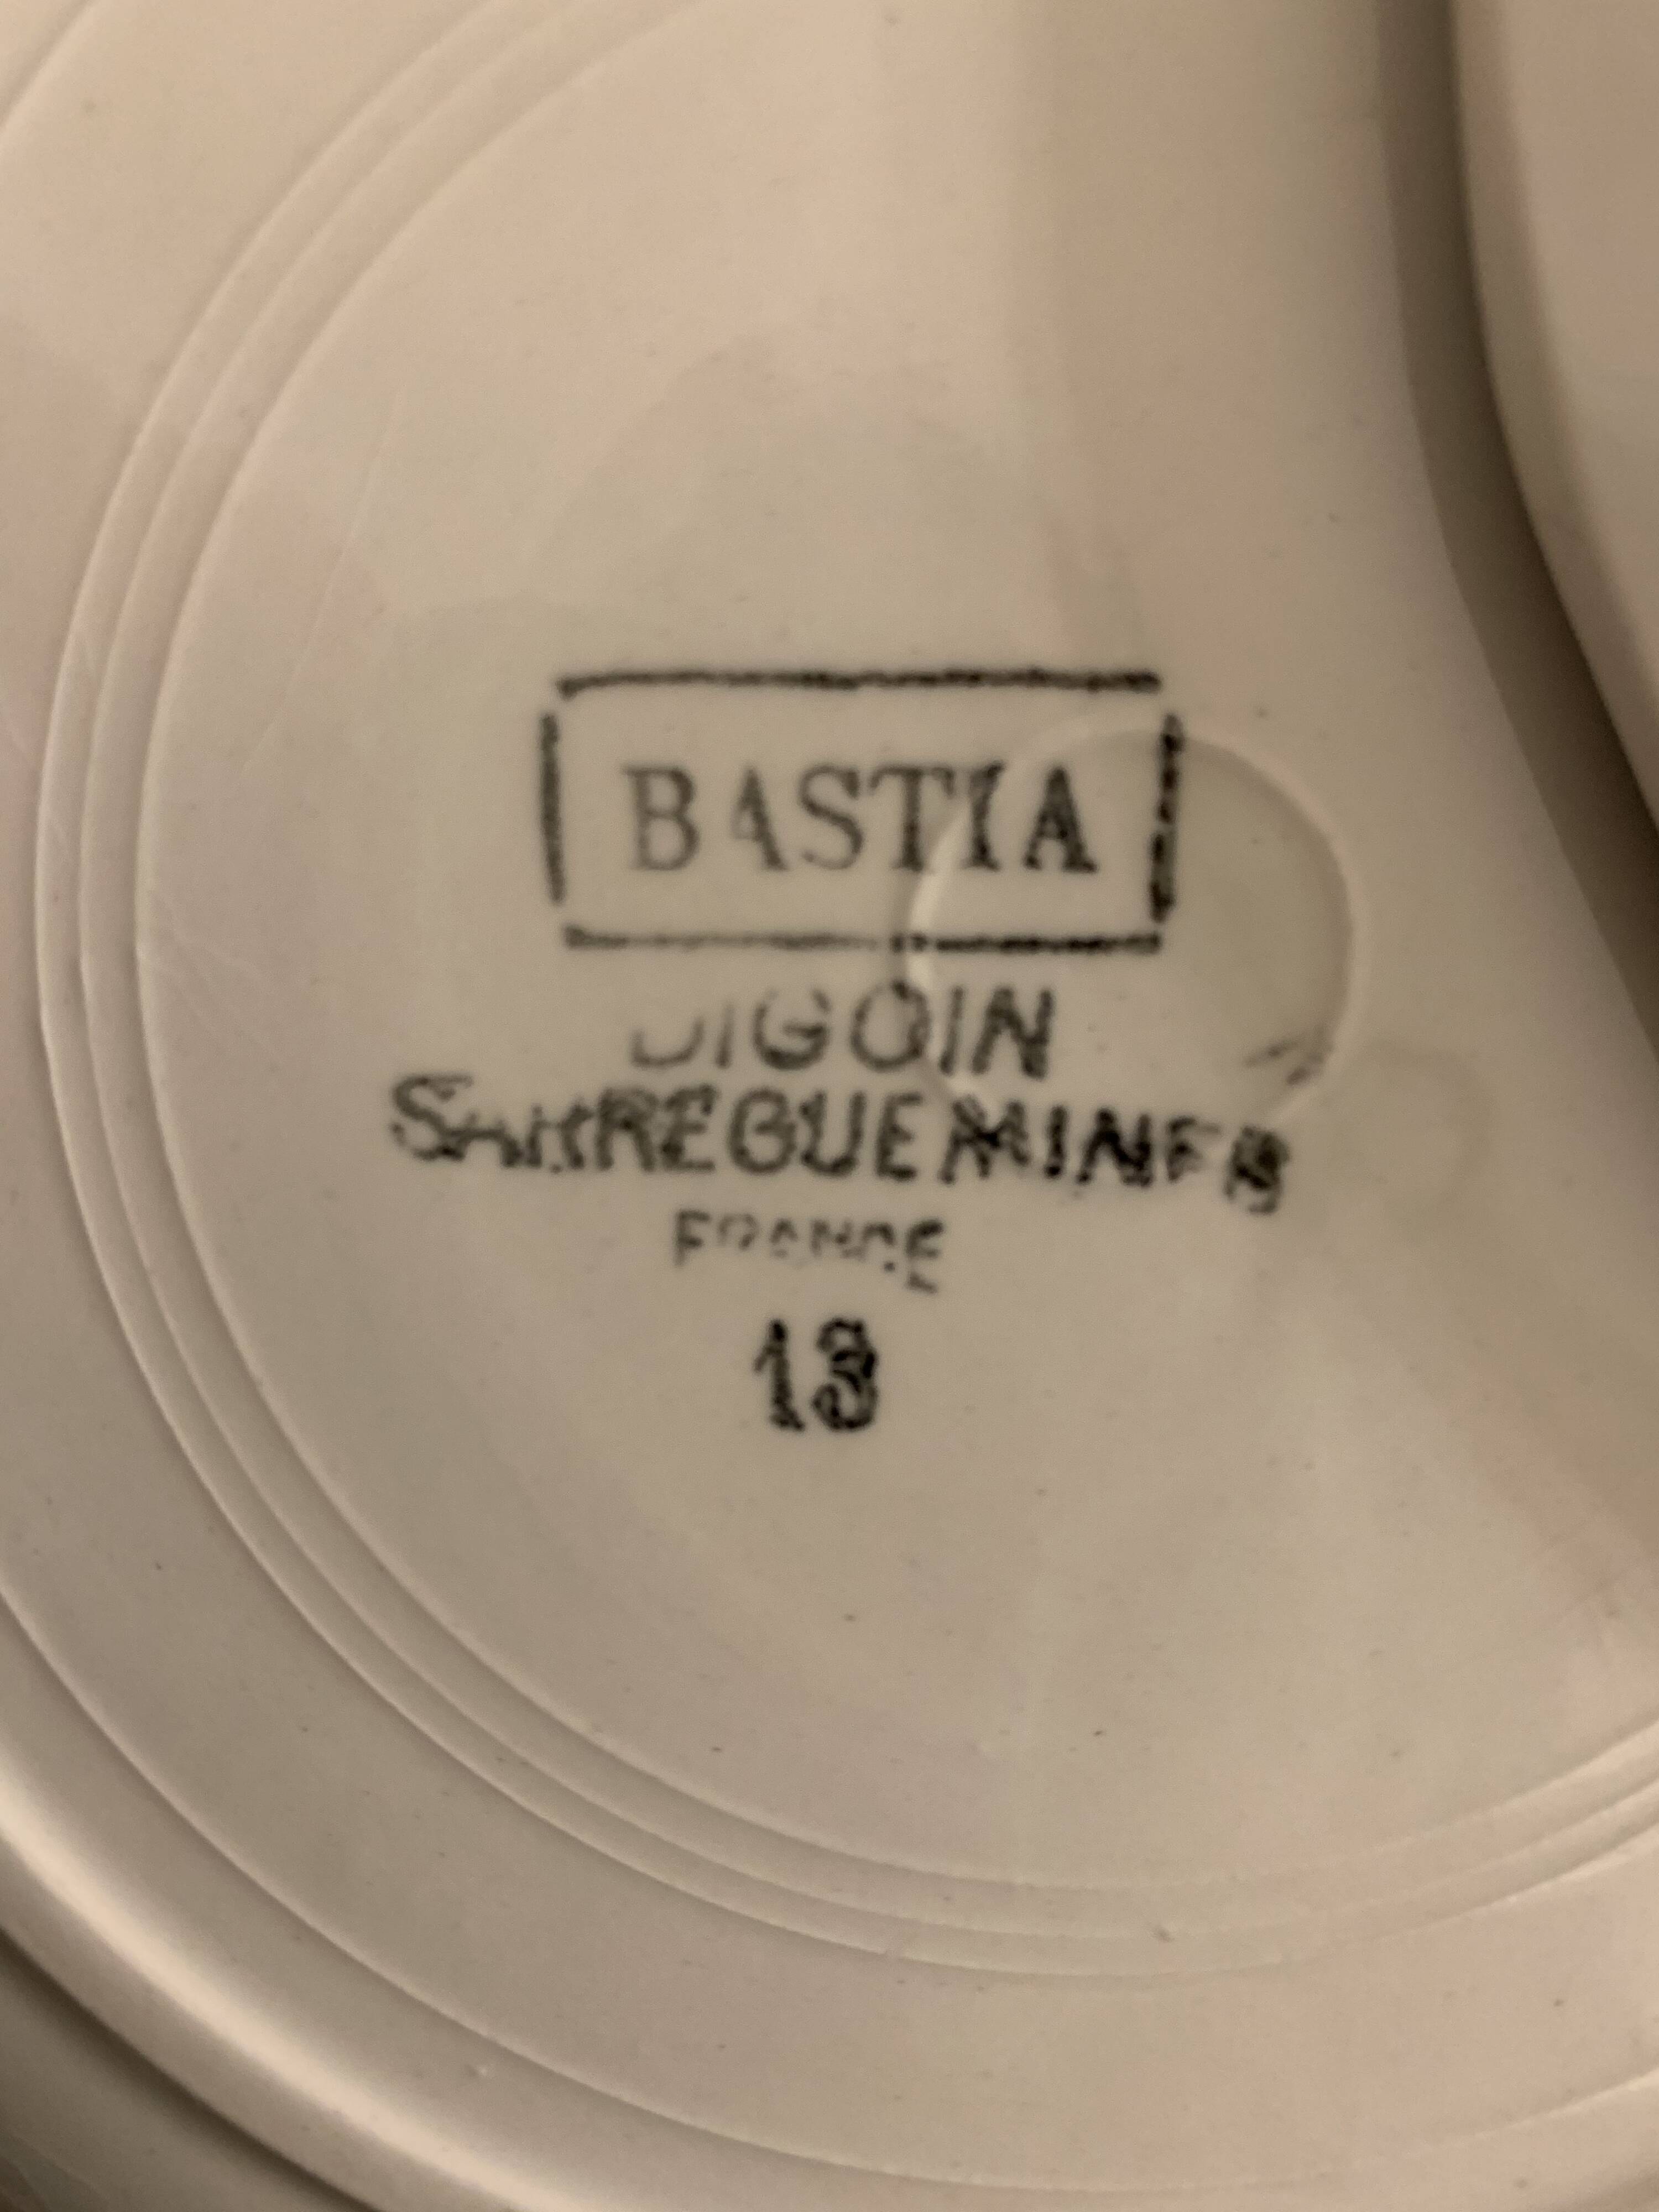 BASTIA
DIGOIN
SARREGUEMINES
FRANCE
13